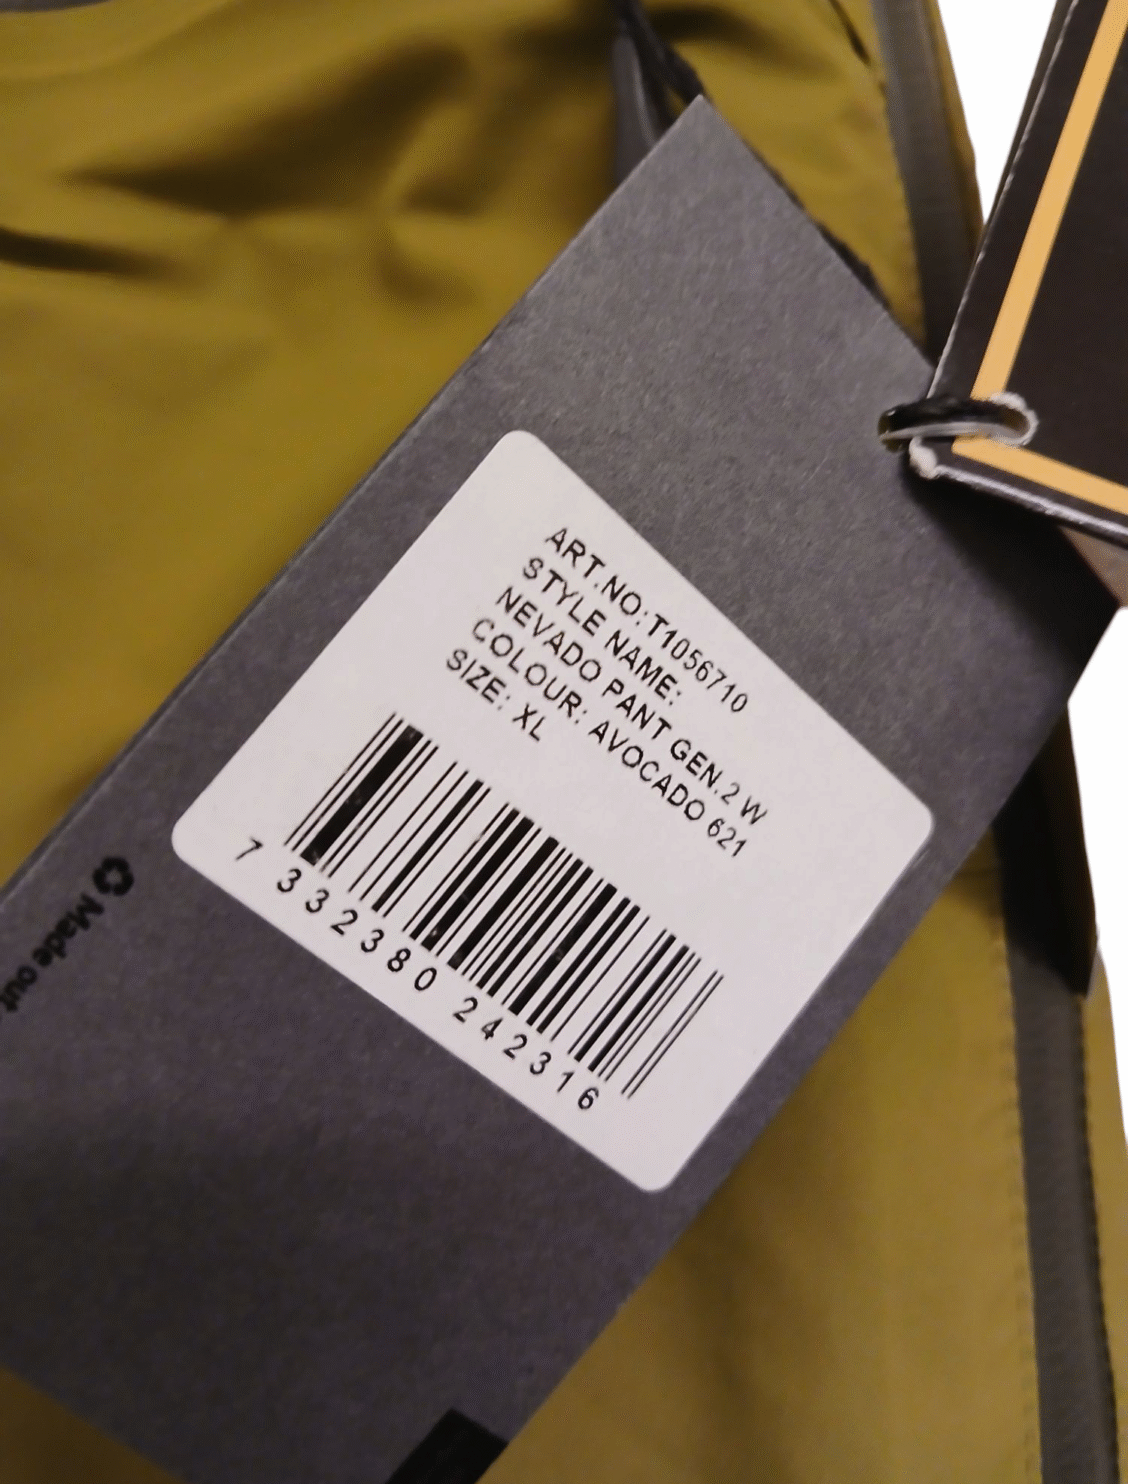 ART.NO:T1056710
STYLE NAME:
NEVADO PANT GEN.2 W
COLOUR: AVOCADO 621
SIZE: XL
7 332380 242316
Made out